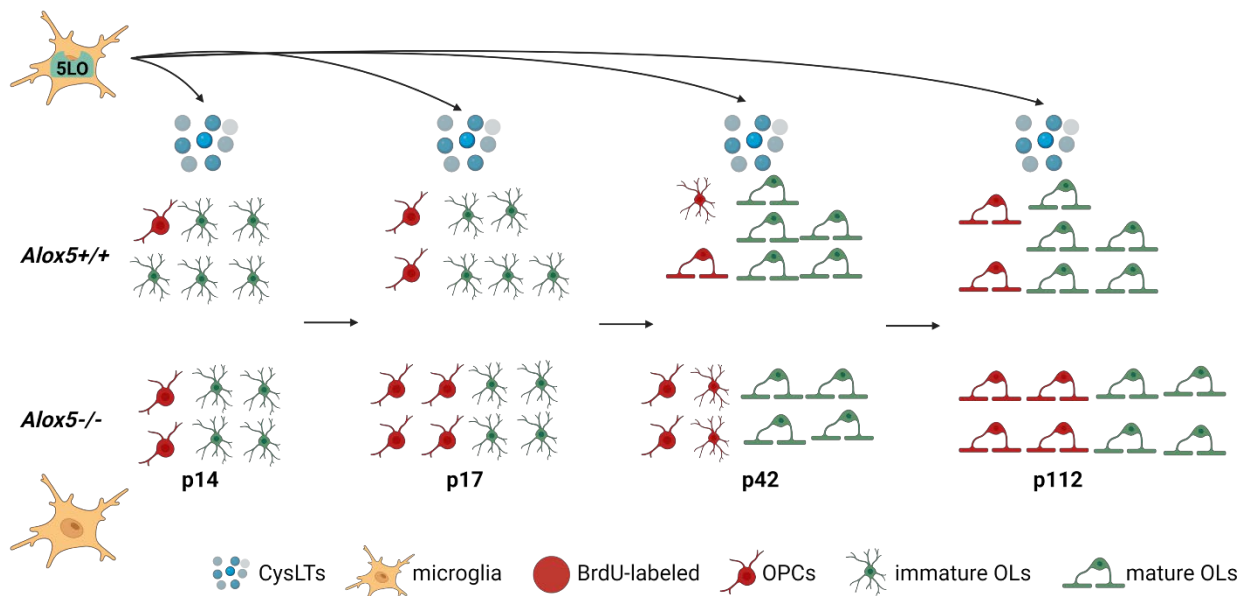 5LO
Alox5+/+
Alox5-/-
p14
p17
p42
p112
CysLTs
microglia
BrdU-labeled
OPCs
immature OLs
mature OLs